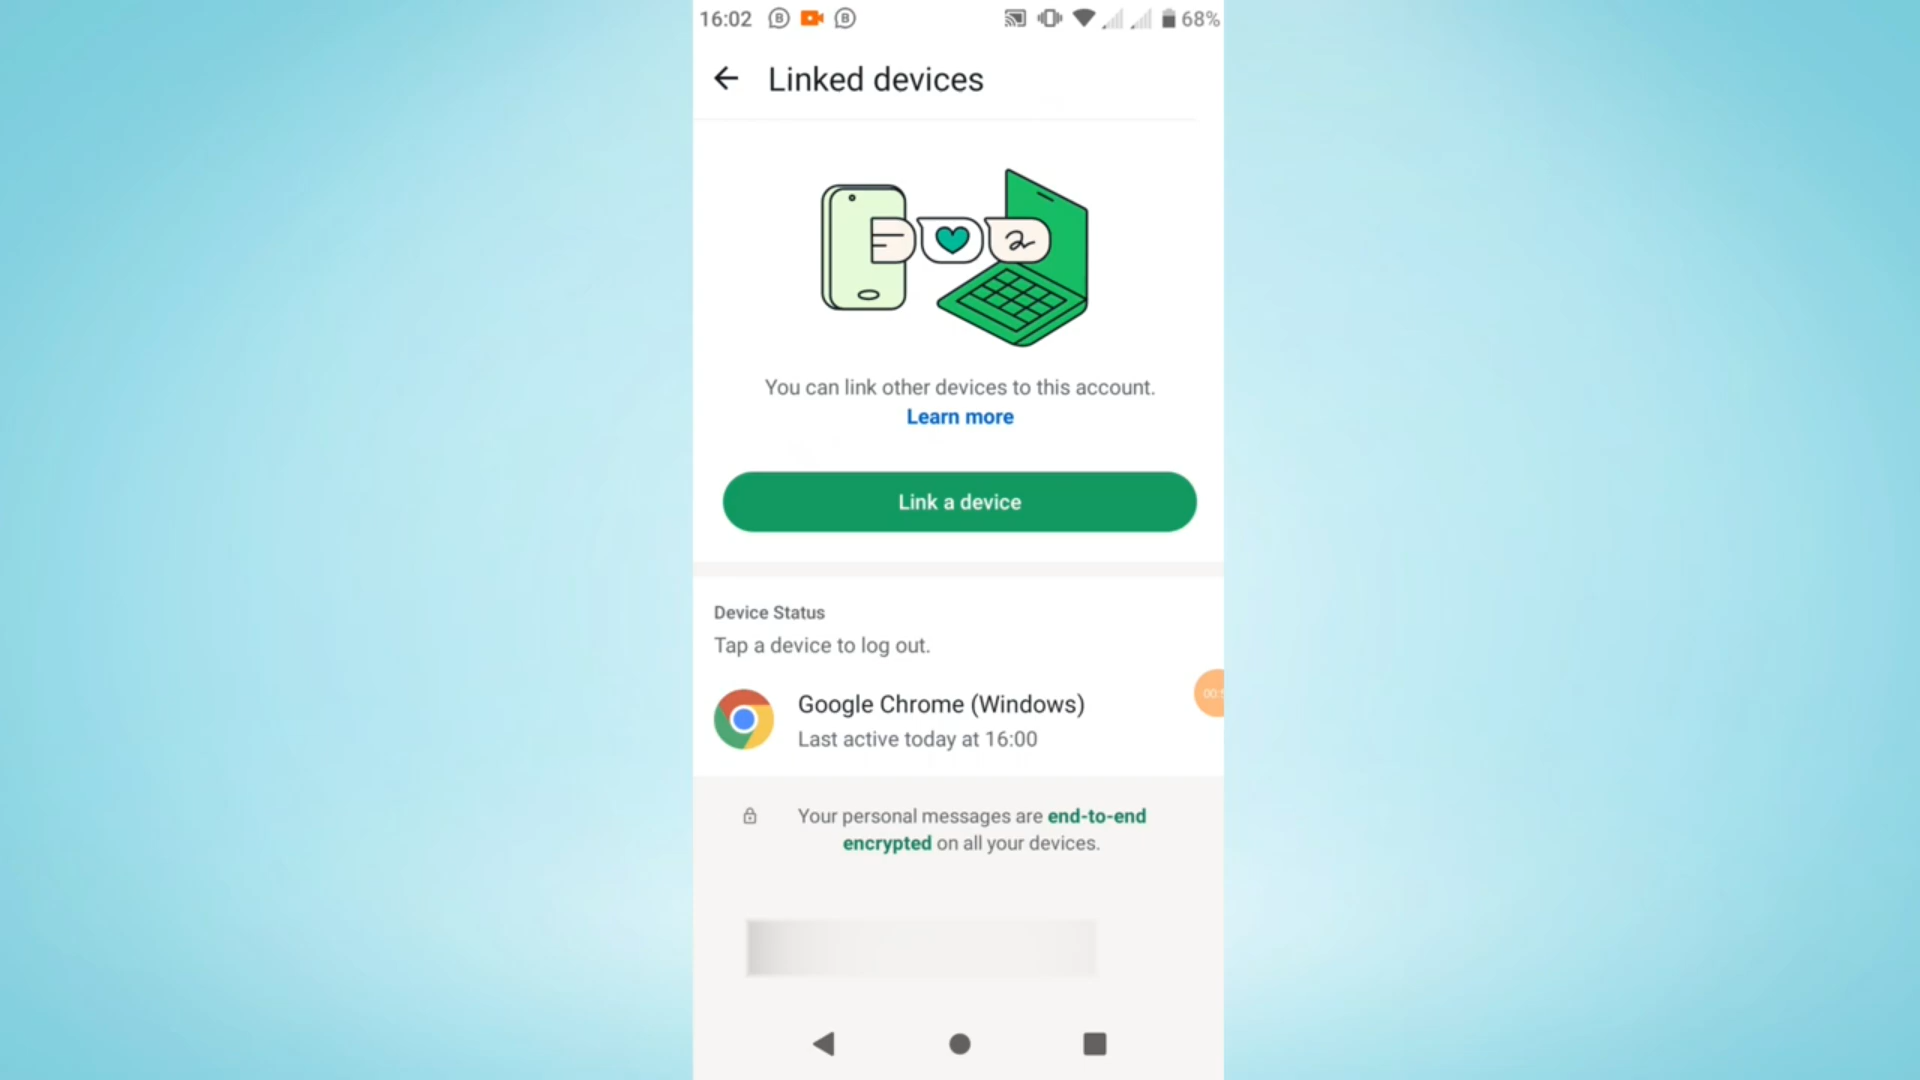 16:02 B B 68%
Linked devices
You can link other devices to this account.
Learn more
Link a device
Device Status
Tap a device to log out.
Google Chrome (Windows)
Last active today at 16:00
Your personal messages are end-to-end
encrypted on all your devices.